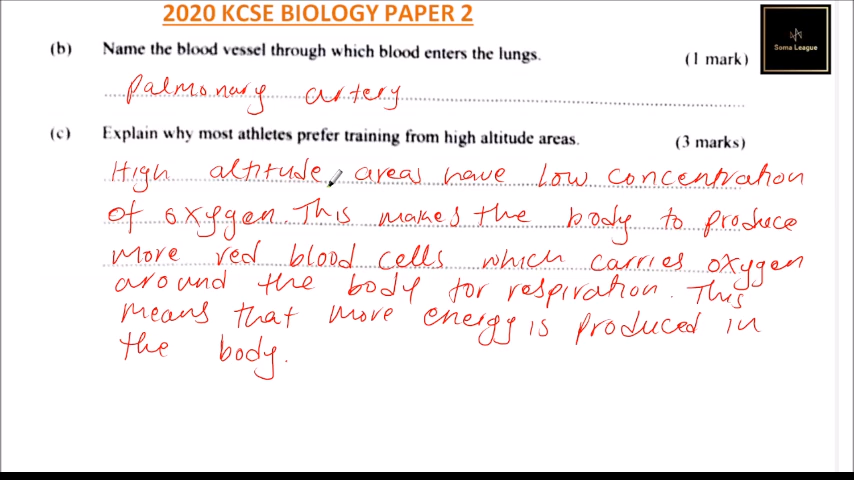 2020 KCSE BIOLOGY PAPER 2
Soma League
(b) Name the blood vessel through which blood enters the lungs. (1 mark)
Palmonary artery
(c) Explain why most athletes prefer training from high altitude areas. (3 marks)
High altitude areas have low concentration
of oxygen. This makes the body to produce
more red blood cells which carries oxygen
around the body for respiration. This
means that more energy is produced in
the body.